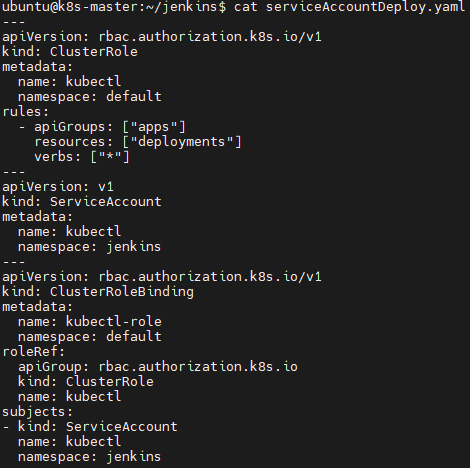 ubuntu@k8s-master:~/jenkins$ cat serviceAccountDeploy.yaml
---
apiVersion: rbac.authorization.k8s.io/v1
kind: ClusterRole
metadata:
  name: kubectl
  namespace: default
rules:
  - apiGroups: ["apps"]
    resources: ["deployments"]
    verbs: ["*"]
---
apiVersion: v1
kind: ServiceAccount
metadata:
  name: kubectl
  namespace: jenkins
---
apiVersion: rbac.authorization.k8s.io/v1
kind: ClusterRoleBinding
metadata:
  name: kubectl-role
  namespace: default
roleRef:
  apiGroup: rbac.authorization.k8s.io
  kind: ClusterRole
  name: kubectl
subjects:
- kind: ServiceAccount
  name: kubectl
  namespace: jenkins